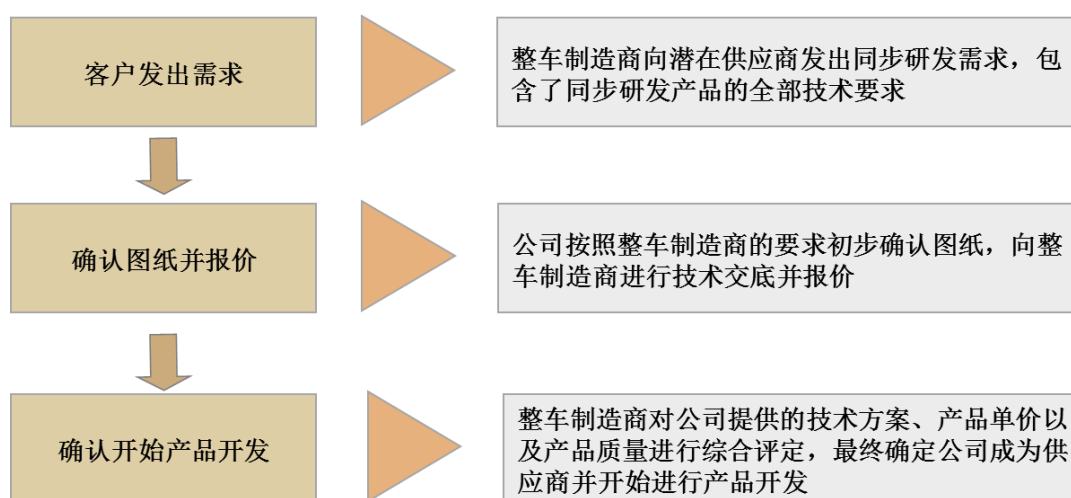 客户发出需求
整车制造商向潜在供应商发出同步研发需求，包
含了同步研发产品的全部技术要求
确认图纸并报价
公司按照整车制造商的要求初步确认图纸，向整
车制造商进行技术交底并报价
确认开始产品开发
整车制造商对公司提供的技术方案、产品单价以
及产品质量进行综合评定，最终确定公司成为供
应商并开始进行产品开发